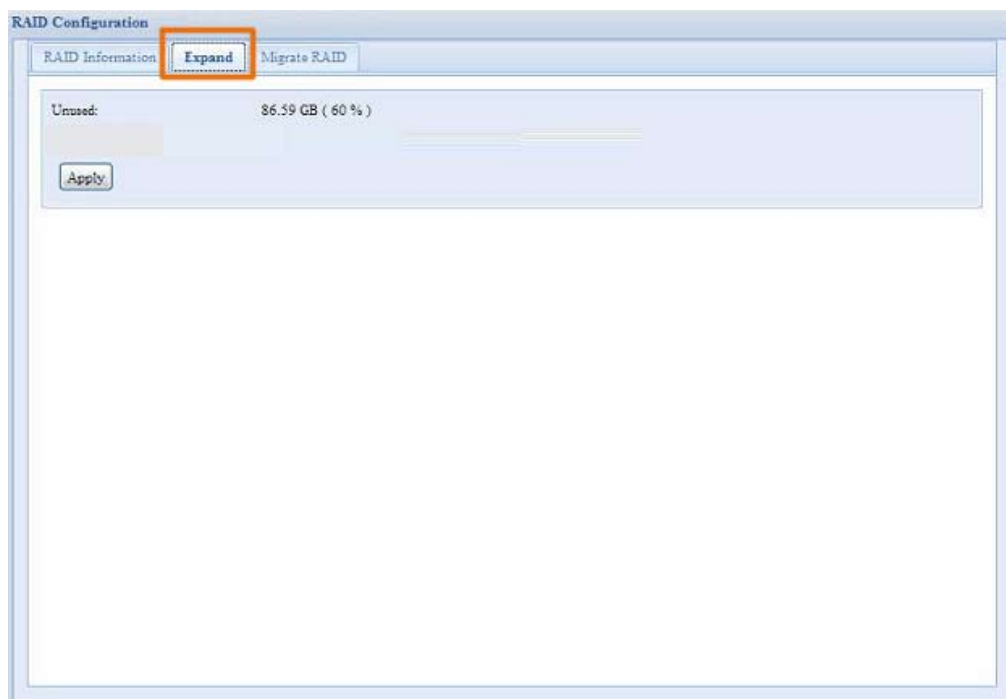 RAID Configuration
RAID Information Expand Migrate RAID
Unused: 86.59 GB ( 60 % )
Apply